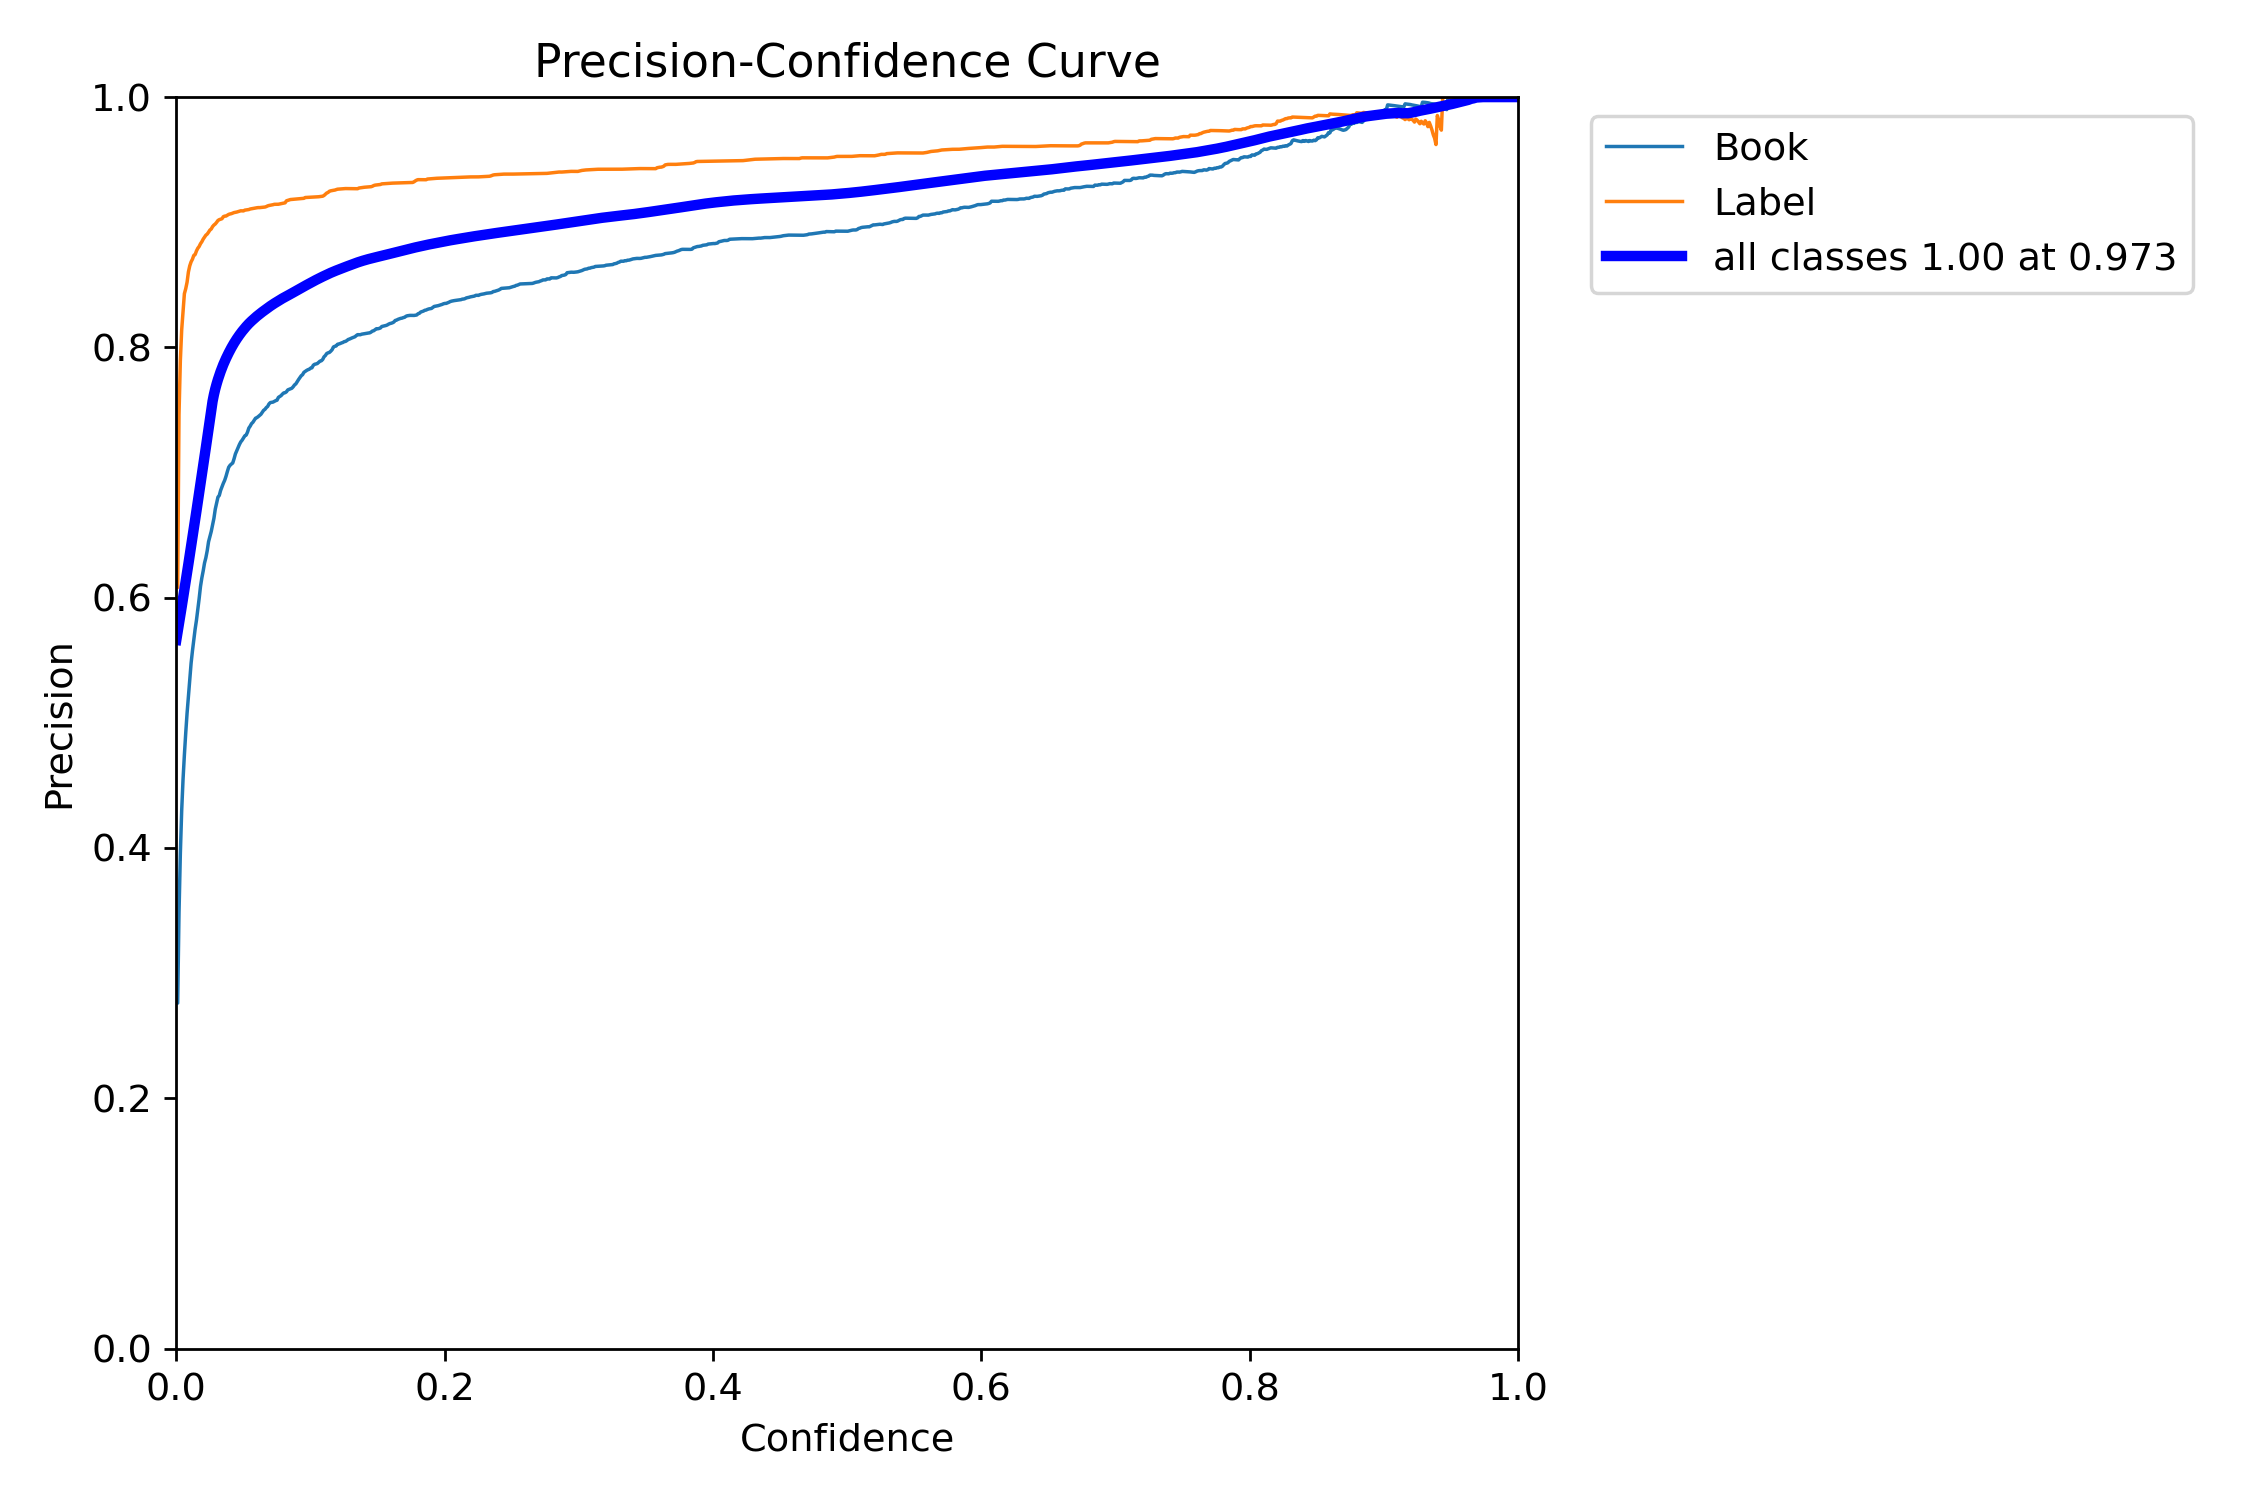 Precision-Confidence Curve
1.0
0.8
0.6
0.4
0.2
0.0
Precision
0.0 0.2 0.4 0.6 0.8 1.0
Confidence
Book
Label
all classes 1.00 at 0.973